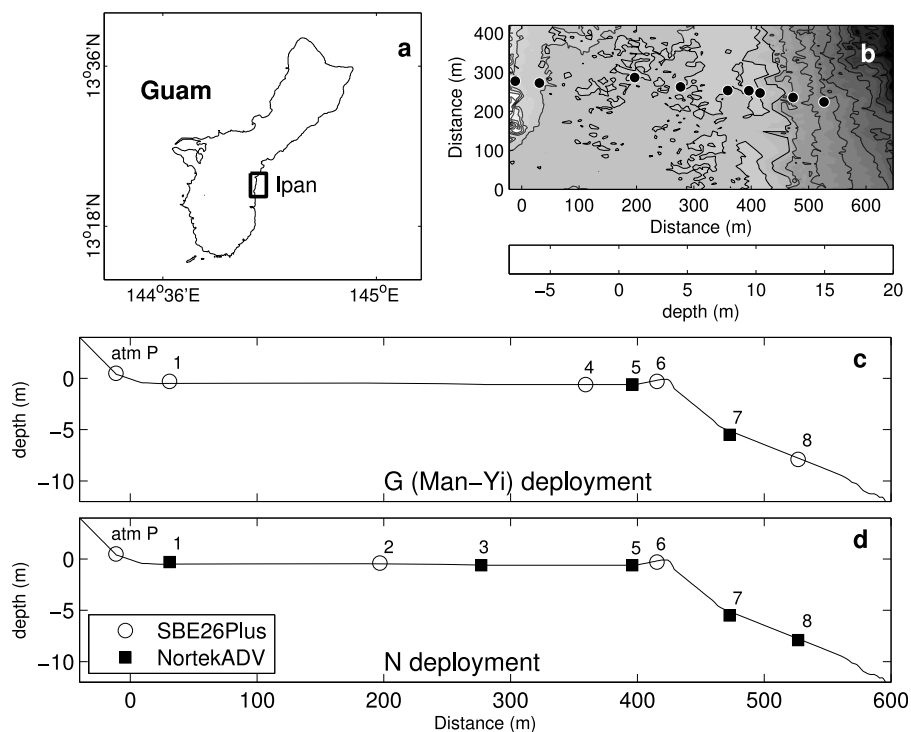 a
Guam
Ipan
13°36'N
13°18'N
144°36'E
145°E
b
Distance (m)
400
300
200
100
0
0
100
200
300
400
500
600
Distance (m)
−5
0
5
10
15
20
depth (m)
c
atm P
1
4
5
6
7
8
0
−5
−10
depth (m)
G (Man−Yi) deployment
d
atm P
1
2
3
5
6
7
8
0
−5
−10
depth (m)
SBE26Plus
NortekADV
N deployment
0
100
200
300
400
500
600
Distance (m)